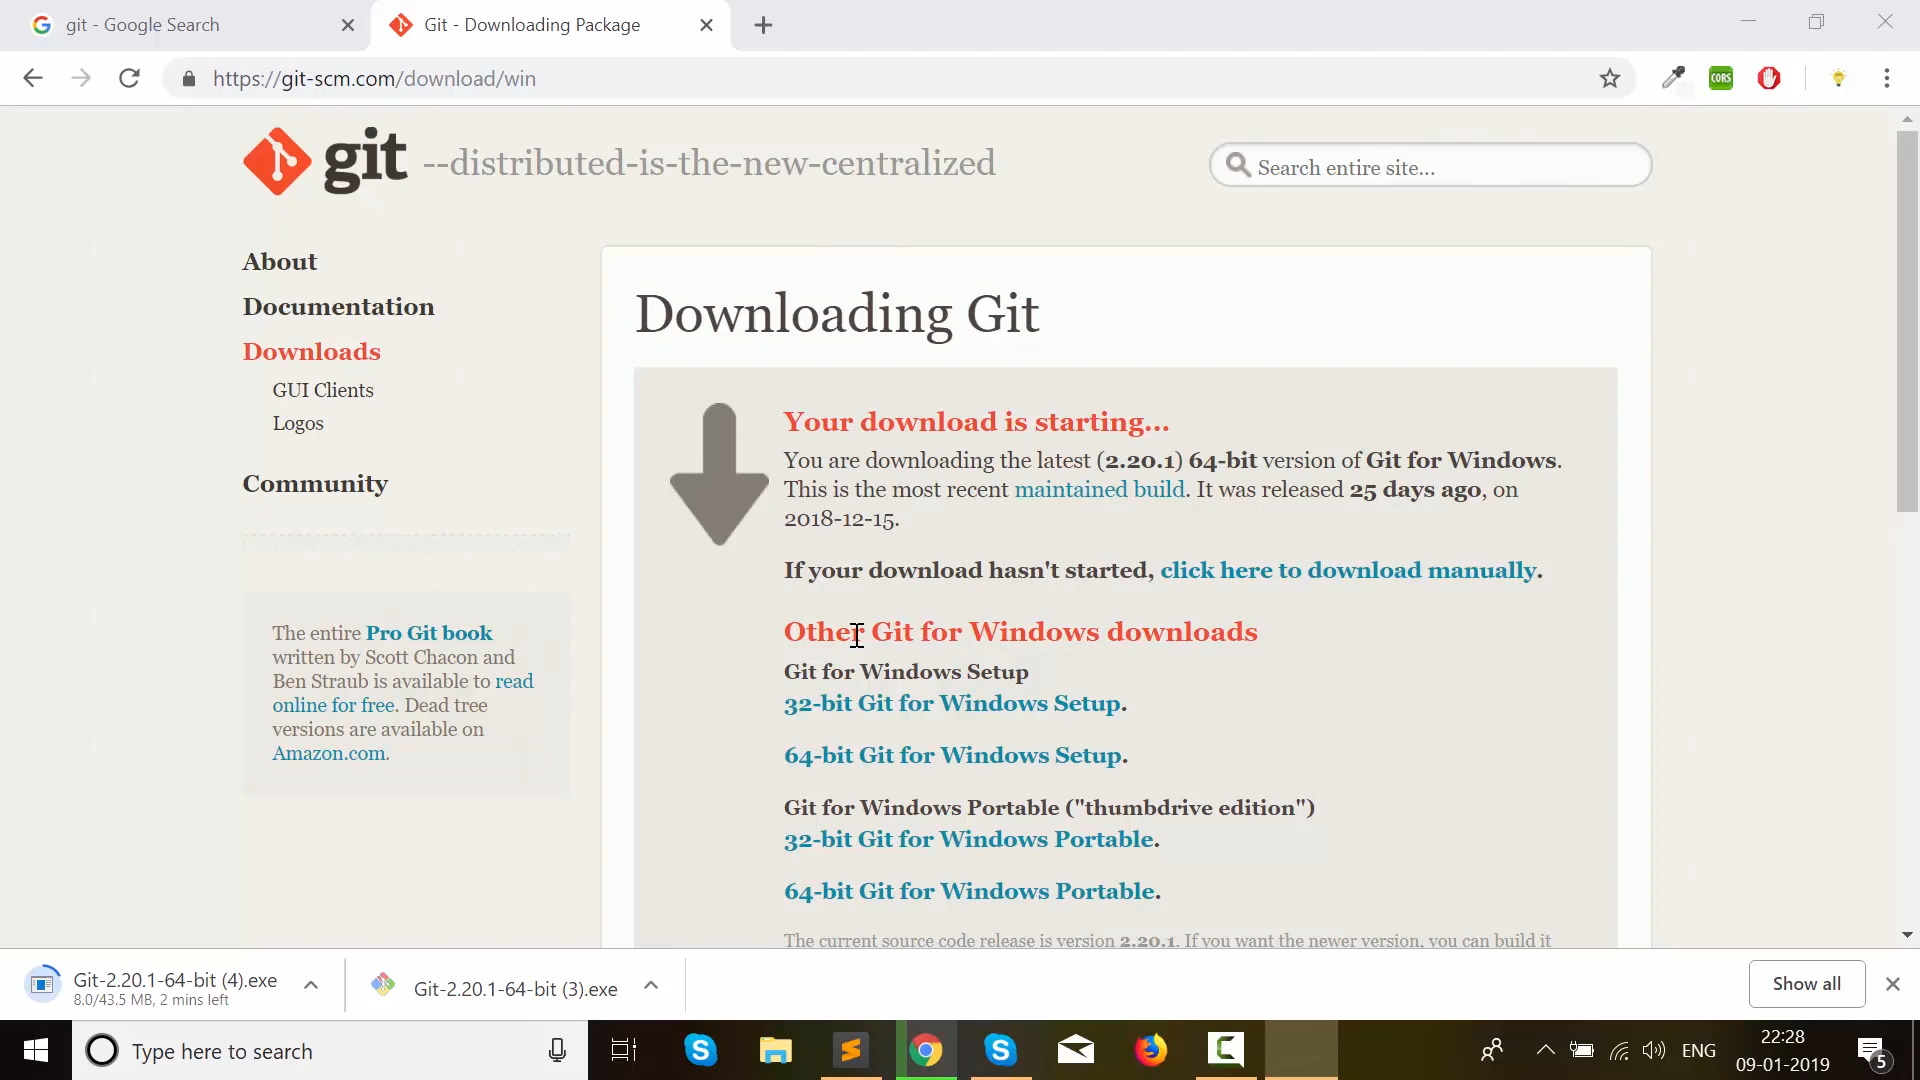 git - Google Search
Git - Downloading Package
https://git-scm.com/download/win
CORS
git --distributed-is-the-new-centralized
Search entire site...
About
Documentation
Downloads
GUI Clients
Logos
Community
The entire Pro Git book
written by Scott Chacon and
Ben Straub is available to read
online for free. Dead tree
versions are available on
Amazon.com.
Downloading Git
Your download is starting...
You are downloading the latest (2.20.1) 64-bit version of Git for Windows.
This is the most recent maintained build. It was released 25 days ago, on
2018-12-15.
If your download hasn't started, click here to download manually.
Other Git for Windows downloads
Git for Windows Setup
32-bit Git for Windows Setup.
64-bit Git for Windows Setup.
Git for Windows Portable ("thumbdrive edition")
32-bit Git for Windows Portable.
64-bit Git for Windows Portable.
The current source code release is version 2.20.1. If you want the newer version, you can build it
Git-2.20.1-64-bit (4).exe
8.0/43.5 MB, 2 mins left
Git-2.20.1-64-bit (3).exe
Show all
Type here to search
ENG
22:28
09-01-2019
5